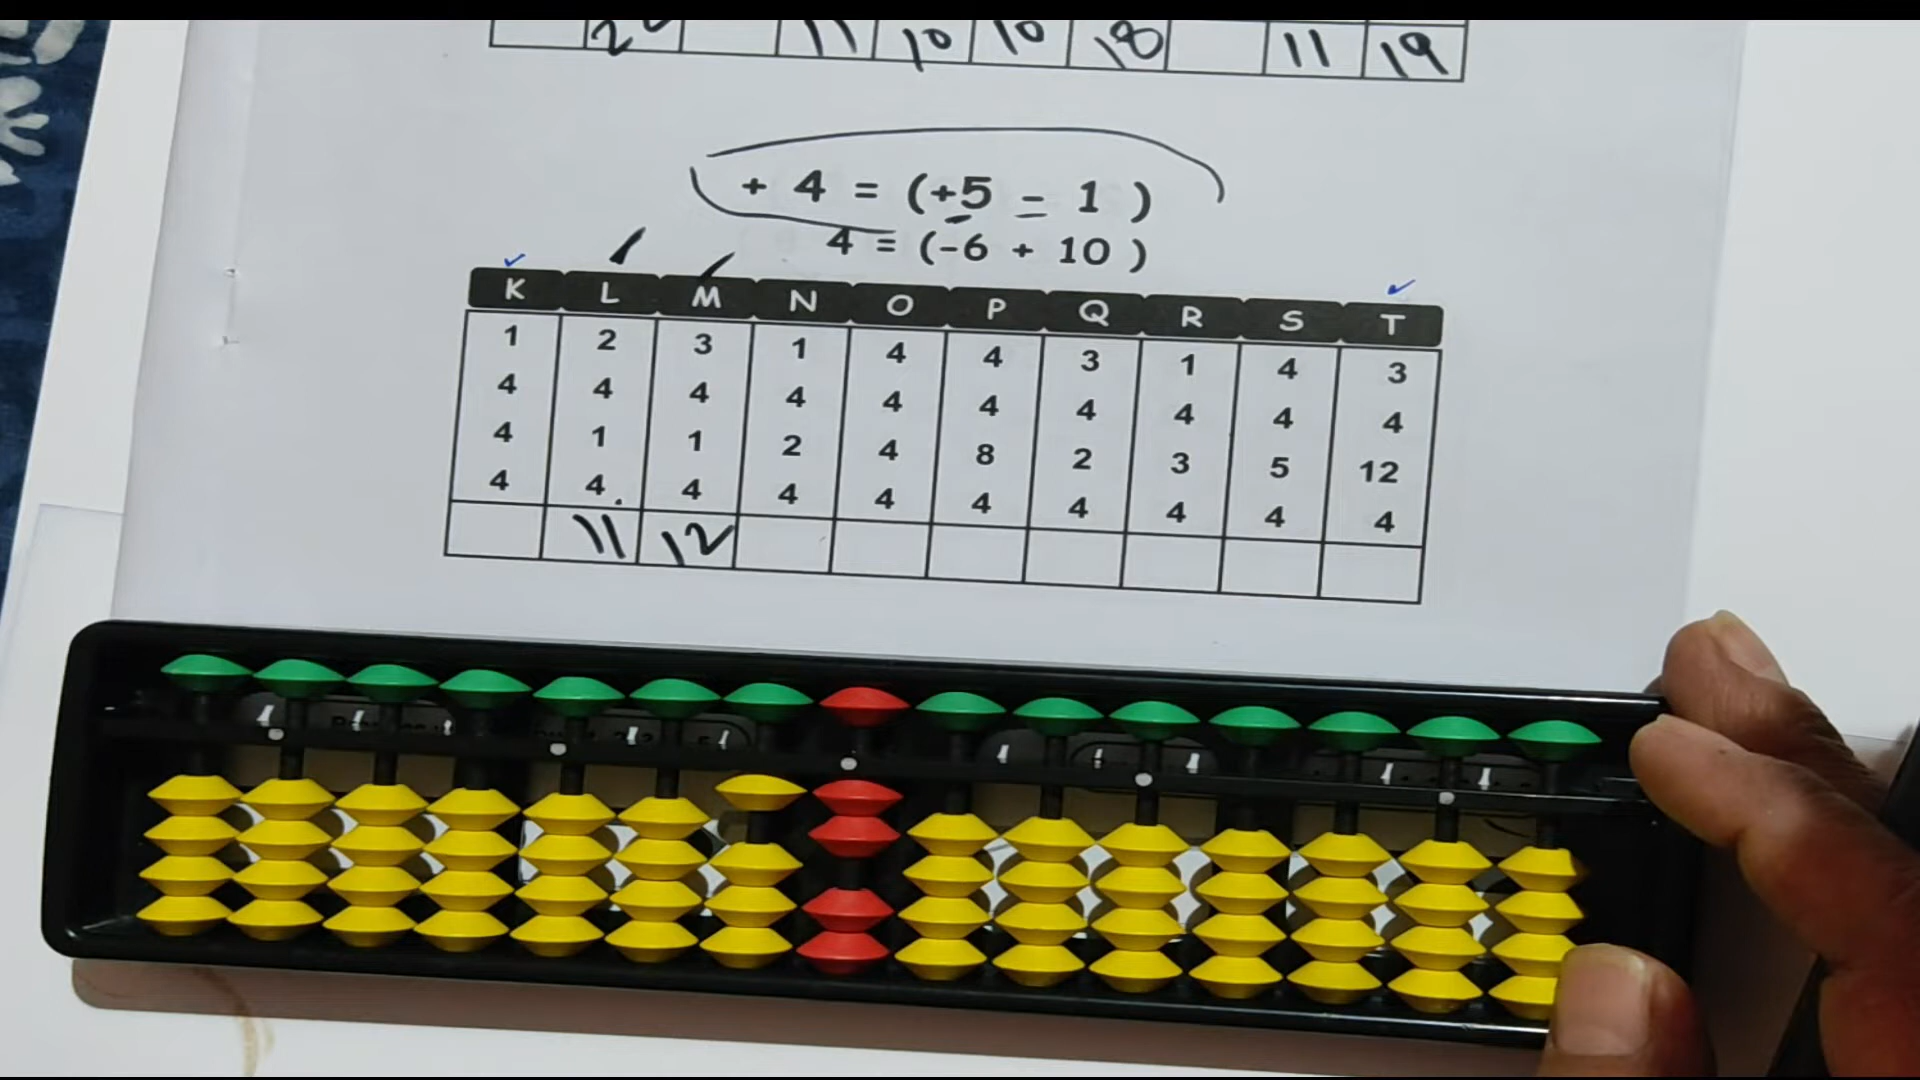 11 10 10 18 11 19
+ 4 = (+5 - 1 )
4 = (-6 + 10 )
K L M N O P Q R S T
1 2 3 1 4 4 3 1 4 3
4 4 4 4 4 4 4 4 4 4
4 1 1 2 4 8 2 3 5 12
4 4. 4 4 4 4 4 4 4 4
11 12